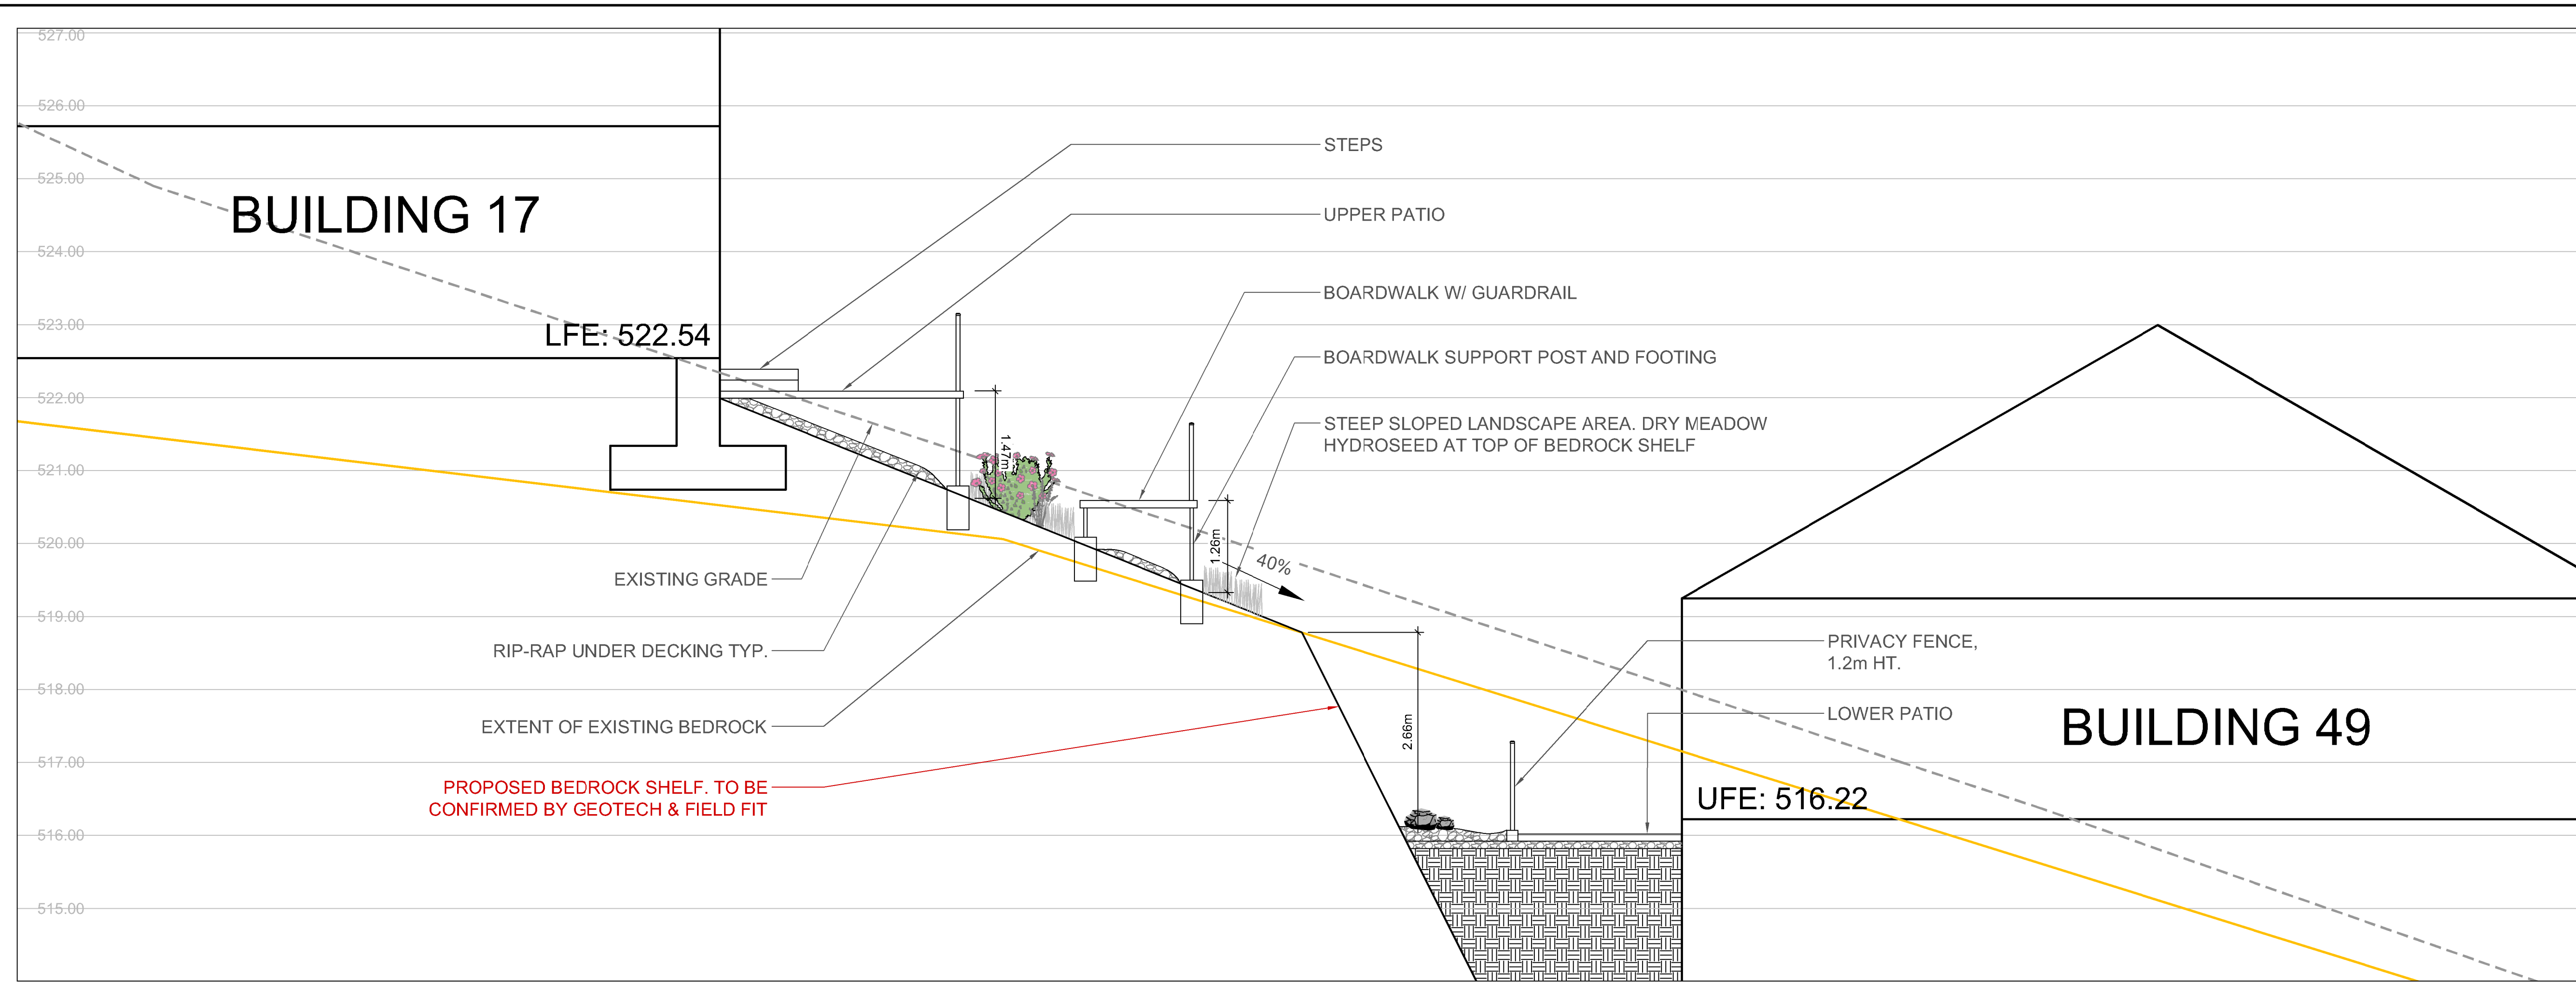 527.00
526.00
525.00
524.00
523.00
522.00
521.00
520.00
519.00
518.00
517.00
516.00
515.00
BUILDING 17
LFE: 522.54
STEPS
UPPER PATIO
BOARDWALK W/ GUARDRAIL
BOARDWALK SUPPORT POST AND FOOTING
STEEP SLOPED LANDSCAPE AREA. DRY MEADOW
HYDROSEED AT TOP OF BEDROCK SHELF
1.47m
1.26m
40%
EXISTING GRADE
RIP-RAP UNDER DECKING TYP.
EXTENT OF EXISTING BEDROCK
PROPOSED BEDROCK SHELF. TO BE
CONFIRMED BY GEOTECH & FIELD FIT
2.66m
PRIVACY FENCE,
1.2m HT.
LOWER PATIO
BUILDING 49
UFE: 516.22